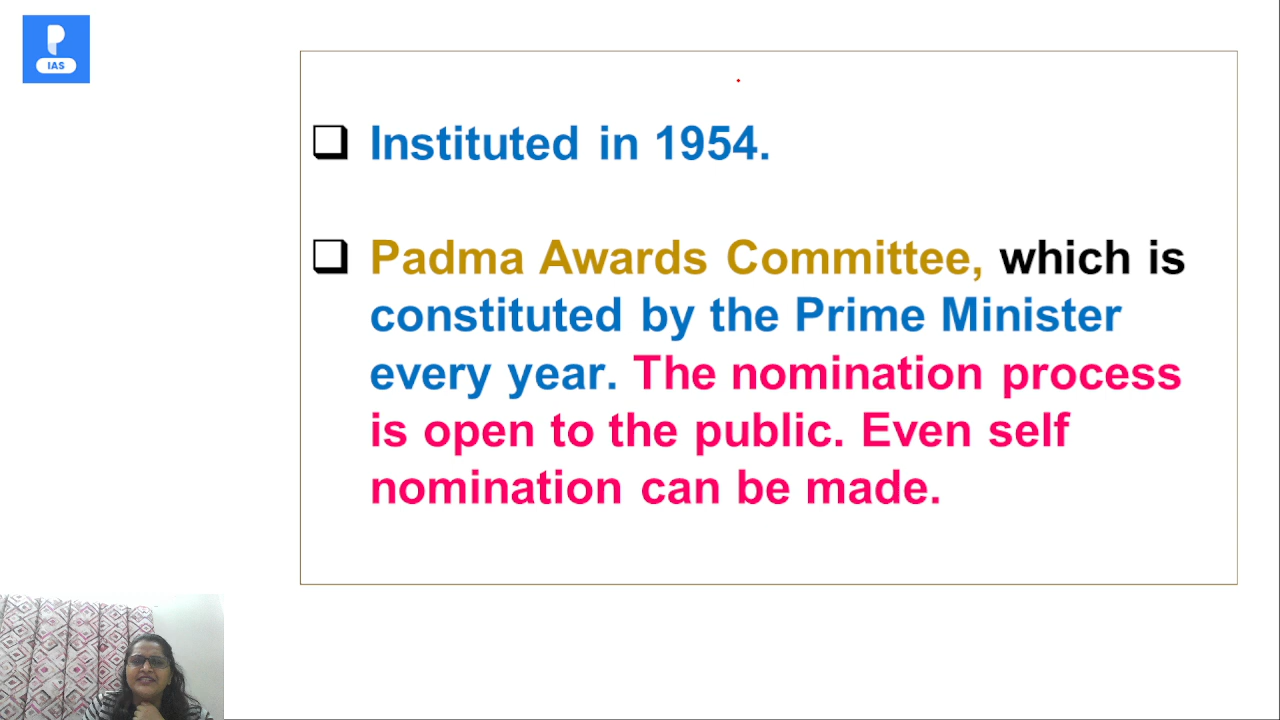 P
IAS
Instituted in 1954.
Padma Awards Committee, which is
constituted by the Prime Minister
every year. The nomination process
is open to the public. Even self
nomination can be made.